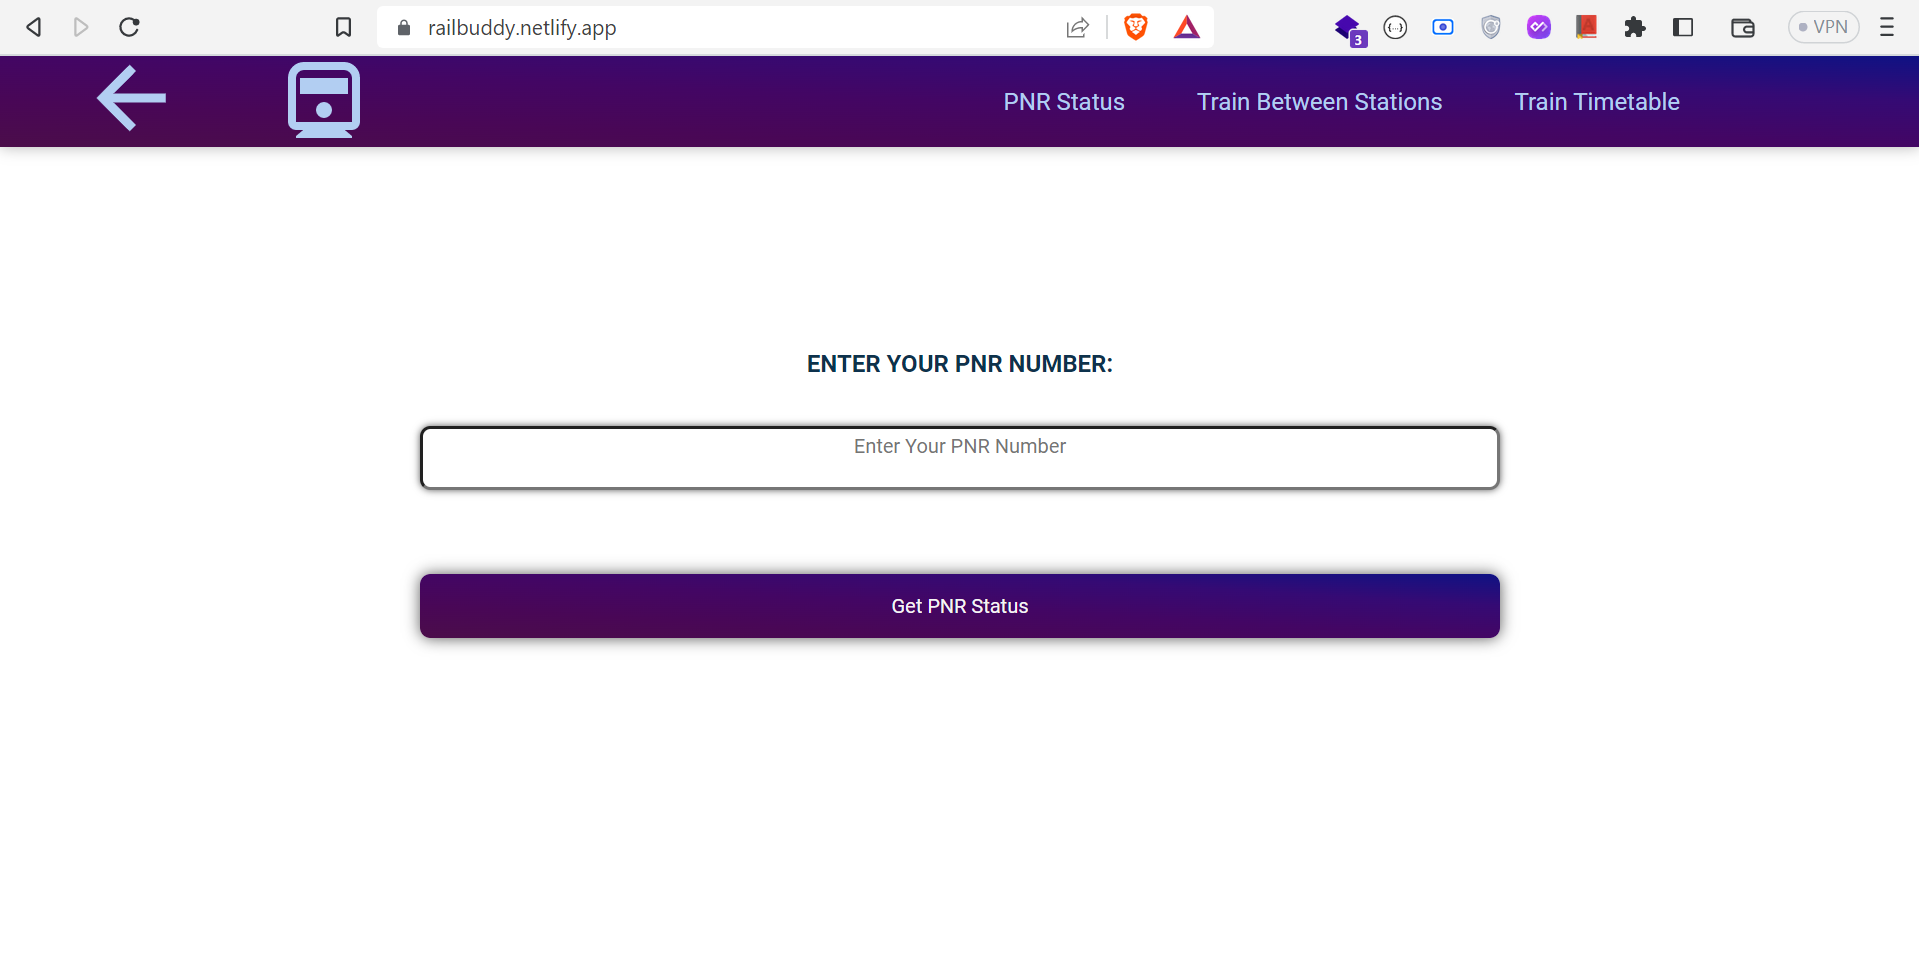 railbuddy.netlify.app
3
VPN
PNR Status
Train Between Stations
Train Timetable
ENTER YOUR PNR NUMBER:
Enter Your PNR Number
Get PNR Status